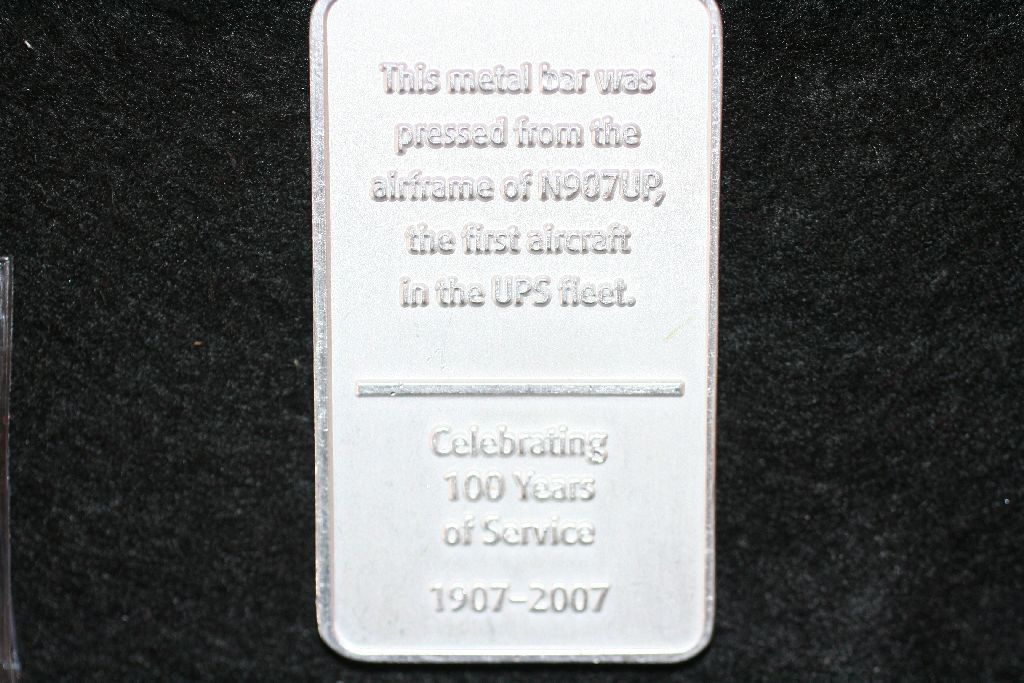 This metal bar was
pressed from the
airframe of N907UP,
the first aircraft
in the UPS fleet.
Celebrating
100 Years
of Service
1907–2007